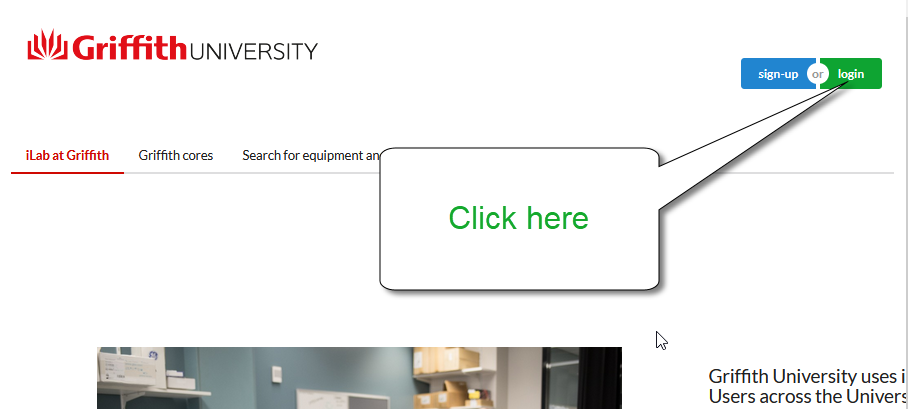 Griffith UNIVERSITY
sign-up or login
iLab at Griffith Griffith cores Search for equipment an
Click here
Griffith University uses i
Users across the Univers